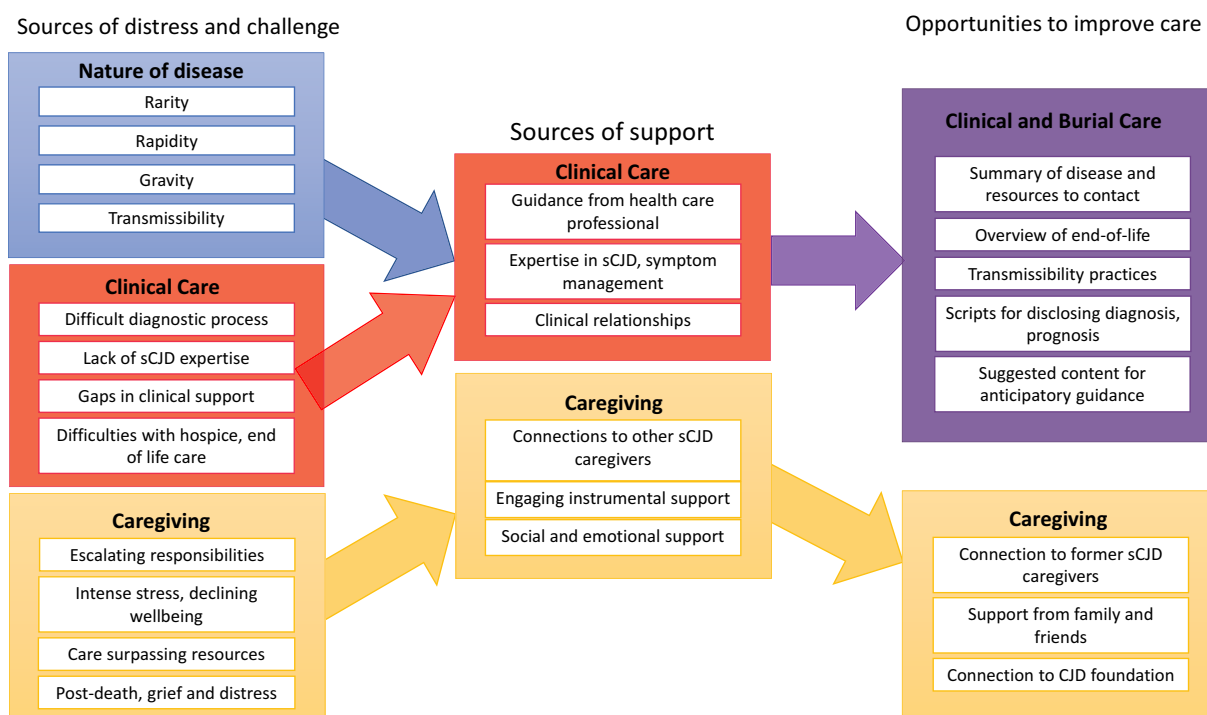 Sources of distress and challenge
Nature of disease
Rarity
Rapidity
Gravity
Transmissibility
Clinical Care
Difficult diagnostic process
Lack of sCJD expertise
Gaps in clinical support
Difficulties with hospice, end
of life care
Caregiving
Escalating responsibilities
Intense stress, declining
wellbeing
Care surpassing resources
Post-death, grief and distress
Sources of support
Clinical Care
Guidance from health care
professional
Expertise in sCJD, symptom
management
Clinical relationships
Caregiving
Connections to other sCJD
caregivers
Engaging instrumental support
Social and emotional support
Opportunities to improve care
Clinical and Burial Care
Summary of disease and
resources to contact
Overview of end-of-life
Transmissibility practices
Scripts for disclosing diagnosis,
prognosis
Suggested content for
anticipatory guidance
Caregiving
Connection to former sCJD
caregivers
Support from family and
friends
Connection to CJD foundation